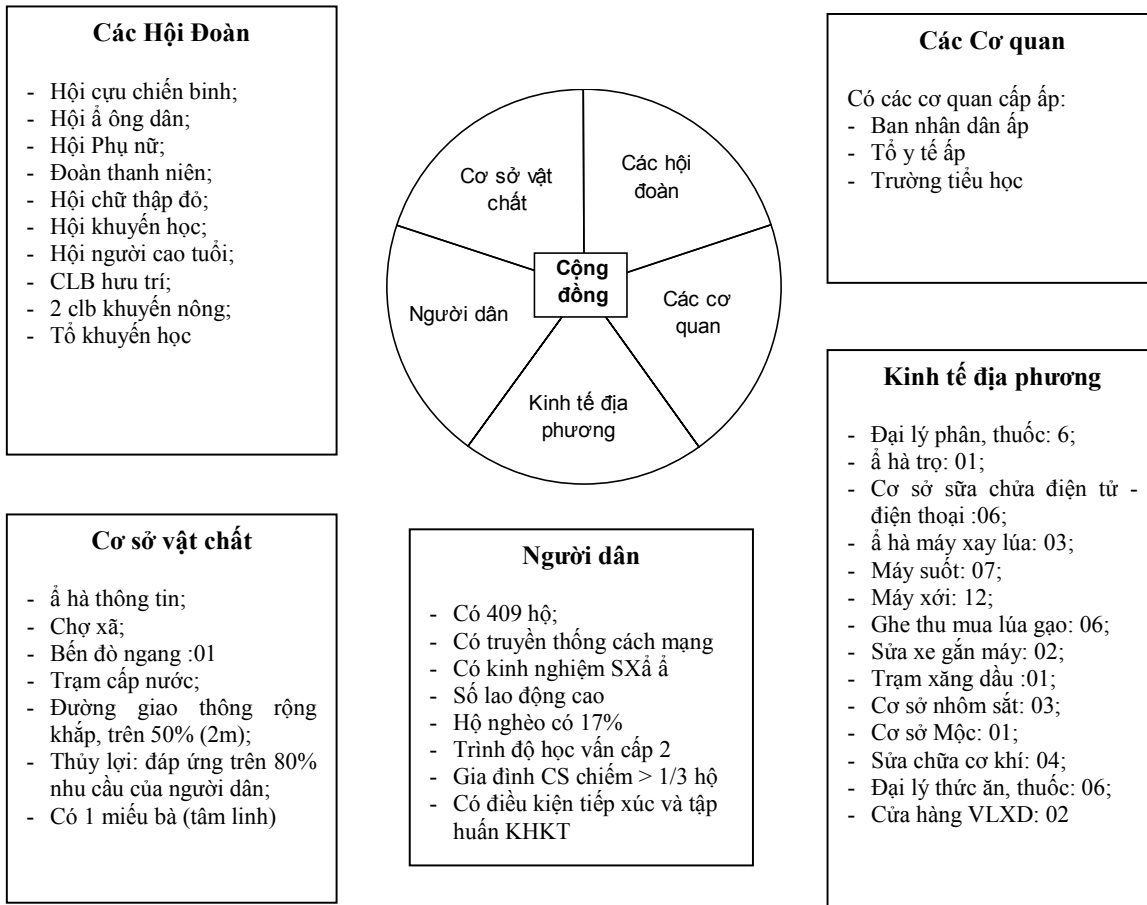 Các Hội Đoàn
- Hội cựu chiến binh;
- Hội ẩ ông dân;
- Hội Phụ nữ;
- Đoàn thanh niên;
- Hội chữ thập đỏ;
- Hội khuyến học;
- Hội người cao tuổi;
- CLB hưu trí;
- 2 clb khuyến nông;
- Tổ khuyến học
Cơ sở vật
chất
Các hội
đoàn
Cộng
đồng
Người dân
Các cơ
quan
Kinh tế địa
phương
Các Cơ quan
Có các cơ quan cấp ấp:
- Ban nhân dân ấp
- Tổ y tế ấp
- Trường tiểu học
Cơ sở vật chất
- ẩ hà thông tin;
- Chợ xã;
- Bến đò ngang :01
- Trạm cấp nước;
- Đường giao thông rộng
khắp, trên 50% (2m);
- Thủy lợi: đáp ứng trên 80%
nhu cầu của người dân;
- Có 1 miếu bà (tâm linh)
Người dân
- Có 409 hộ;
- Có truyền thống cách mạng
- Có kinh nghiệm SXẩ ẩ
- Số lao động cao
- Hộ nghèo có 17%
- Trình độ học vấn cấp 2
- Gia đình CS chiếm > 1/3 hộ
- Có điều kiện tiếp xúc và tập
huấn KHKT
Kinh tế địa phương
- Đại lý phân, thuốc: 6;
- ẩ hà trọ: 01;
- Cơ sở sữa chửa điện tử -
điện thoại :06;
- ẩ hà máy xay lúa: 03;
- Máy suốt: 07;
- Máy xới: 12;
- Ghe thu mua lúa gạo: 06;
- Sửa xe gắn máy: 02;
- Trạm xăng dầu :01;
- Cơ sở nhôm sắt: 03;
- Cơ sở Mộc: 01;
- Sửa chữa cơ khí: 04;
- Đại lý thức ăn, thuốc: 06;
- Cửa hàng VLXD: 02